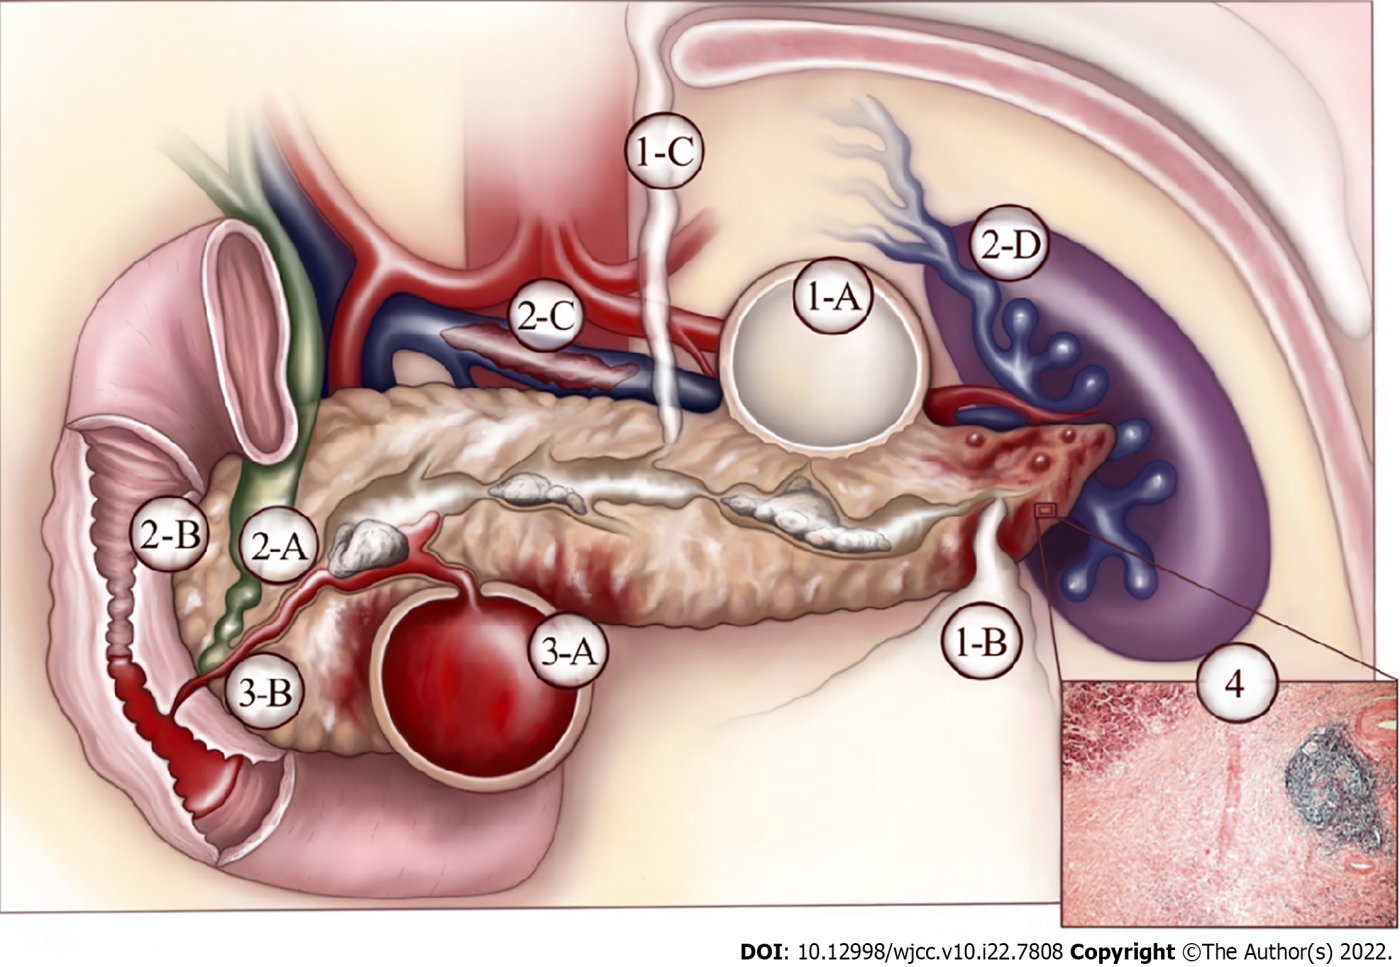 1-C
2-D
1-A
2-C
2-B
2-A
3-A
1-B
3-B
4
DOI: 10.12998/wjcc.v10.i22.7808 Copyright ©The Author(s) 2022.